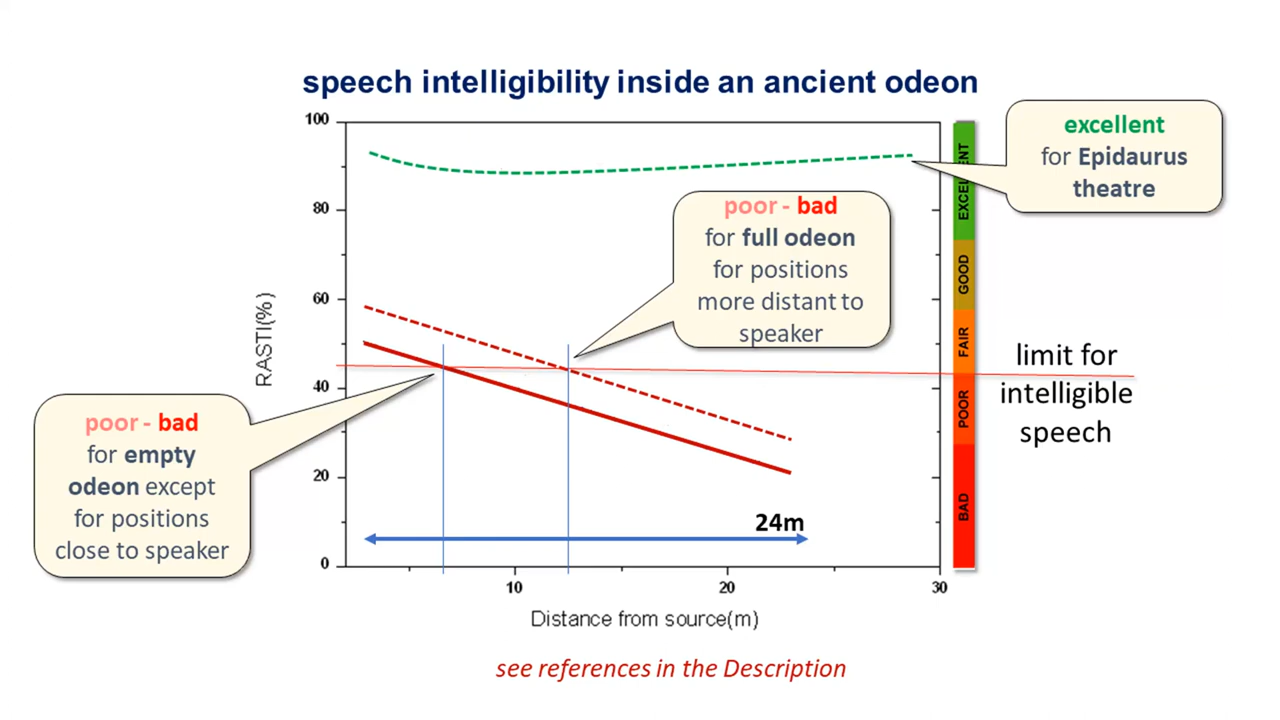 speech intelligibility inside an ancient odeon
100
80
60
40
20
0
RASTI(%)
10
20
30
Distance from source(m)
24m
EXCELLENT
GOOD
FAIR
POOR
BAD
excellent
for Epidaurus
theatre
poor - bad
for full odeon
for positions
more distant to
speaker
poor - bad
for empty
odeon except
for positions
close to speaker
limit for
intelligible
speech
see references in the Description